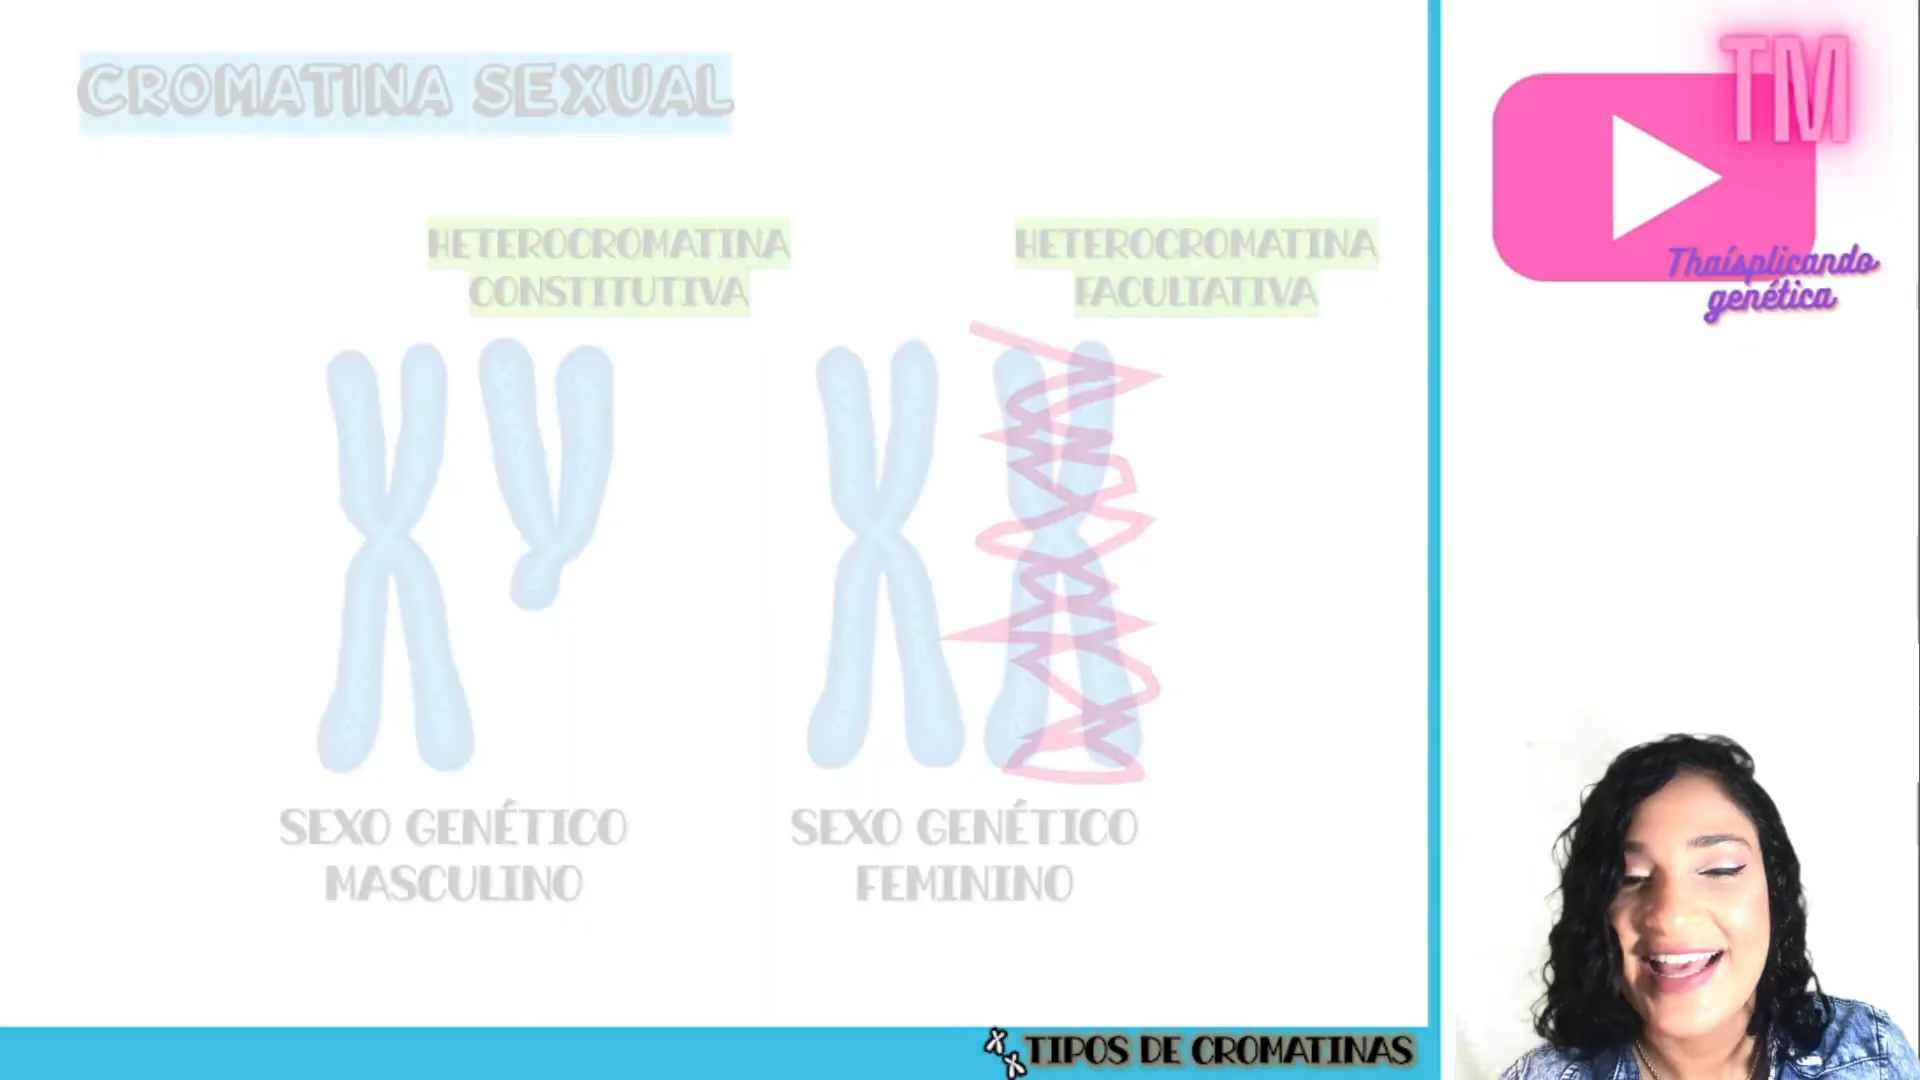 CROMATINA SEXUAL
HETEROCROMATINA
CONSTITUTIVA
HETEROCROMATINA
FACULTATIVA
SEXO GENÉTICO
MASCULINO
SEXO GENÉTICO
FEMININO
TIPOS DE CROMATINAS
TM
Thaísplicando
genética